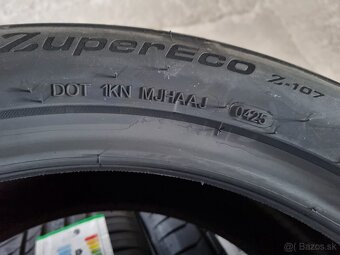 ZuperEco Z-107
DOT 1KN MJHAAJ 0425
Bazos.sk